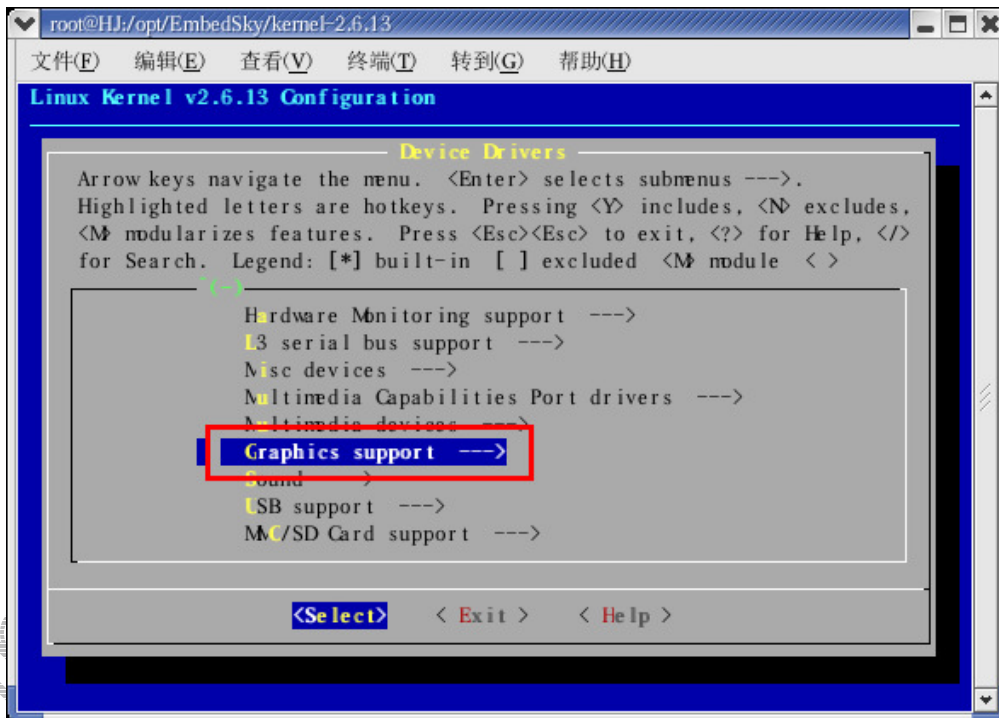 root@HJ:/opt/EmbedSky/kernel-2.6.13
文件(F) 编辑(E) 查看(V) 终端(T) 转到(G) 帮助(H)
Linux Kernel v2.6.13 Configuration
Device Drivers
Arrow keys navigate the menu. <Enter> selects submenus --->.
Highlighted letters are hotkeys. Pressing <Y> includes, <N> excludes,
<M> modularizes features. Press <Esc><Esc> to exit, <?> for Help, </>
for Search. Legend: [*] built-in [ ] excluded <M> module < >
^(-)
Hardware Monitoring support --->
L3 serial bus support --->
Misc devices --->
Multimedia Capabilities Port drivers --->
Multimedia devices --->
Graphics support --->
Sound --->
USB support --->
MMC/SD Card support --->
<Select> < Exit > < Help >